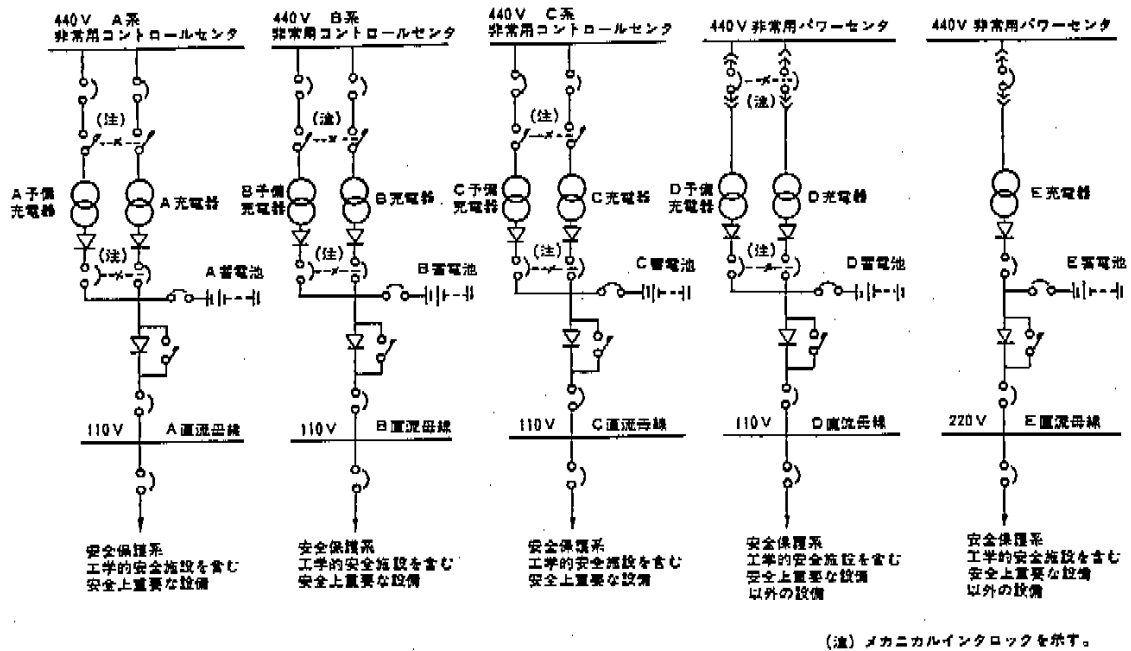 440V A系
非常用コントロールセンタ
440V B系
非常用コントロールセンタ
440V C系
非常用コントロールセンタ
440V 非常用パワーセンタ
440V 非常用パワーセンタ
(注)
(注)
(注)
(注)
A予備
充電器
A充電器
B予備
充電器
B充電器
C予備
充電器
C充電器
D予備
充電器
D充電器
E充電器
(注)
(注)
(注)
(注)
A蓄電池
B蓄電池
C蓄電池
D蓄電池
E蓄電池
110V A直流母線
110V B直流母線
110V C直流母線
110V D直流母線
220V E直流母線
安全保護系
工学的安全施設を含む
安全上重要な設備
安全保護系
工学的安全施設を含む
安全上重要な設備
安全保護系
工学的安全施設を含む
安全上重要な設備
安全保護系
工学的安全施設を含む
安全上重要な設備
以外の設備
安全保護系
工学的安全施設を含む
安全上重要な設備
以外の設備
(注) メカニカルインタロックを示す。